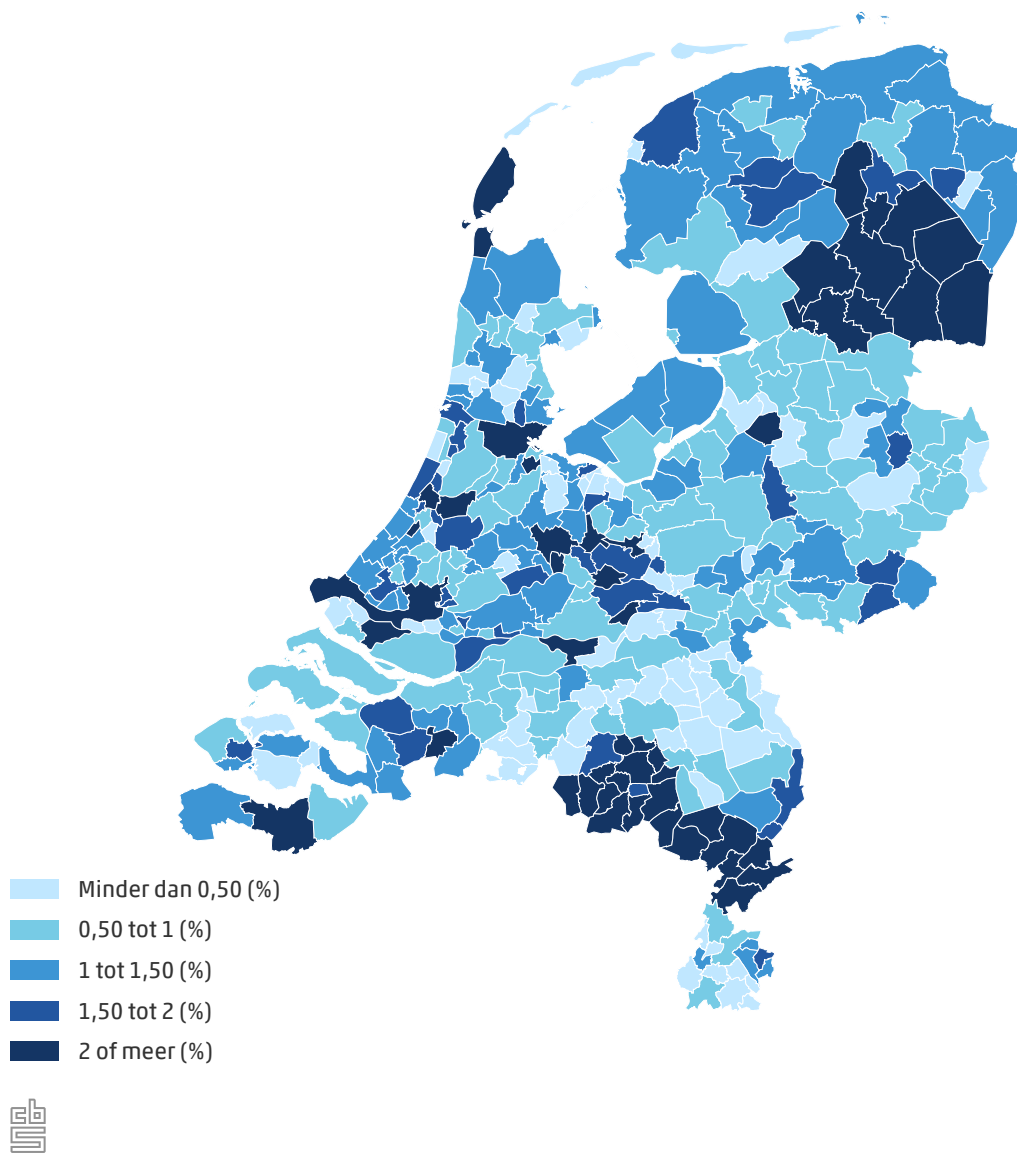 Minder dan 0,50 (%)
0,50 tot 1 (%)
1 tot 1,50 (%)
1,50 tot 2 (%)
2 of meer (%)
cbs